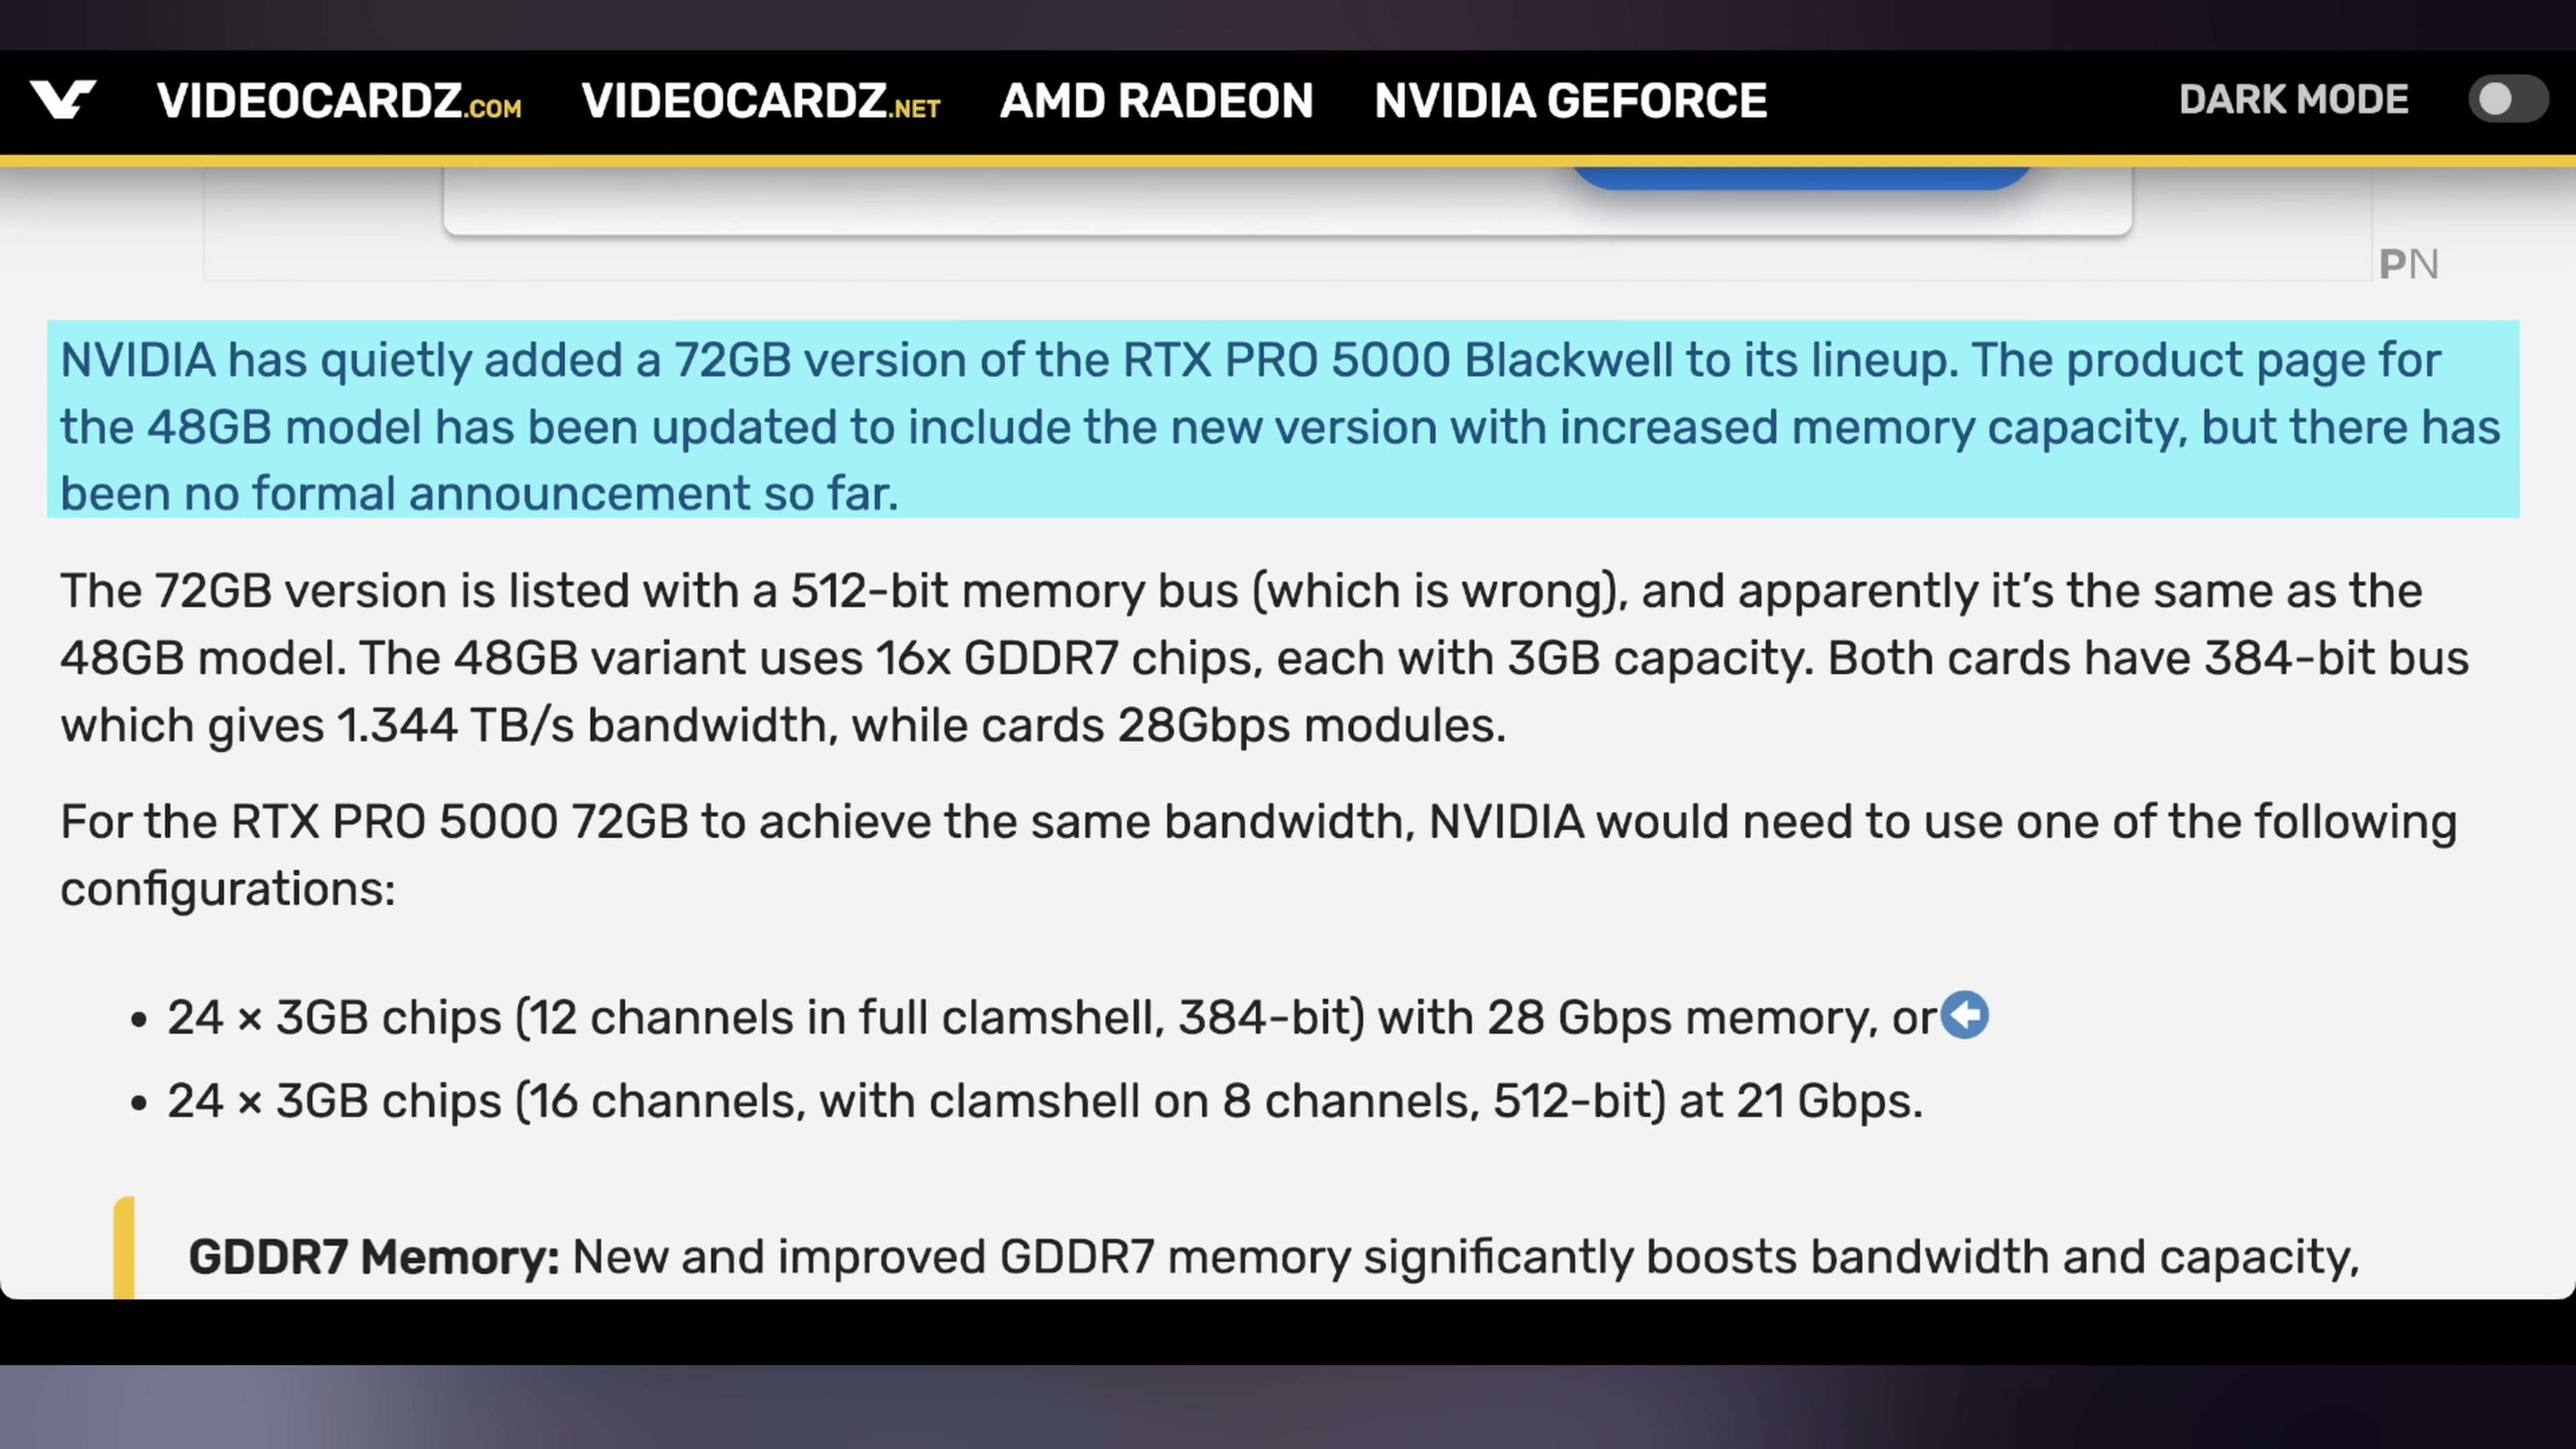 VIDEOCARDZ.COM VIDEOCARDZ.NET AMD RADEON NVIDIA GEFORCE DARK MODE
PN
NVIDIA has quietly added a 72GB version of the RTX PRO 5000 Blackwell to its lineup. The product page for
the 48GB model has been updated to include the new version with increased memory capacity, but there has
been no formal announcement so far.
The 72GB version is listed with a 512-bit memory bus (which is wrong), and apparently it's the same as the
48GB model. The 48GB variant uses 16x GDDR7 chips, each with 3GB capacity. Both cards have 384-bit bus
which gives 1.344 TB/s bandwidth, while cards 28Gbps modules.
For the RTX PRO 5000 72GB to achieve the same bandwidth, NVIDIA would need to use one of the following
configurations:
• 24 × 3GB chips (12 channels in full clamshell, 384-bit) with 28 Gbps memory, or
• 24 × 3GB chips (16 channels, with clamshell on 8 channels, 512-bit) at 21 Gbps.
GDDR7 Memory: New and improved GDDR7 memory significantly boosts bandwidth and capacity,